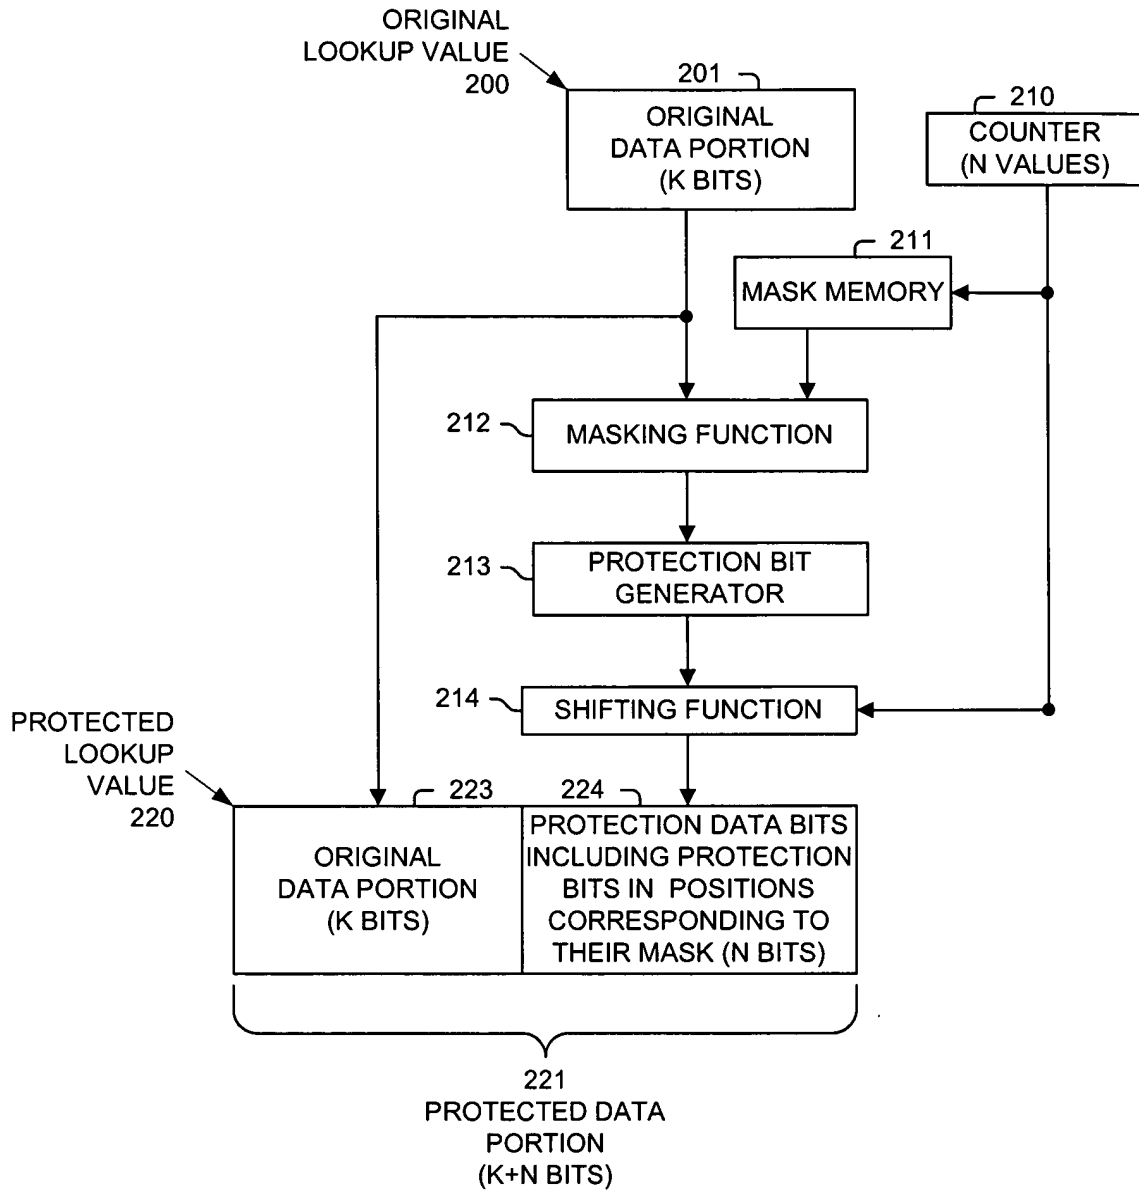 ORIGINAL
LOOKUP VALUE
200
201
ORIGINAL
DATA PORTION
(K BITS)
210
COUNTER
(N VALUES)
211
MASK MEMORY
212
MASKING FUNCTION
213
PROTECTION BIT
GENERATOR
214
SHIFTING FUNCTION
PROTECTED
LOOKUP
VALUE
220
223
ORIGINAL
DATA PORTION
(K BITS)
224
PROTECTION DATA BITS
INCLUDING PROTECTION
BITS IN POSITIONS
CORRESPONDING TO
THEIR MASK (N BITS)
221
PROTECTED DATA
PORTION
(K+N BITS)